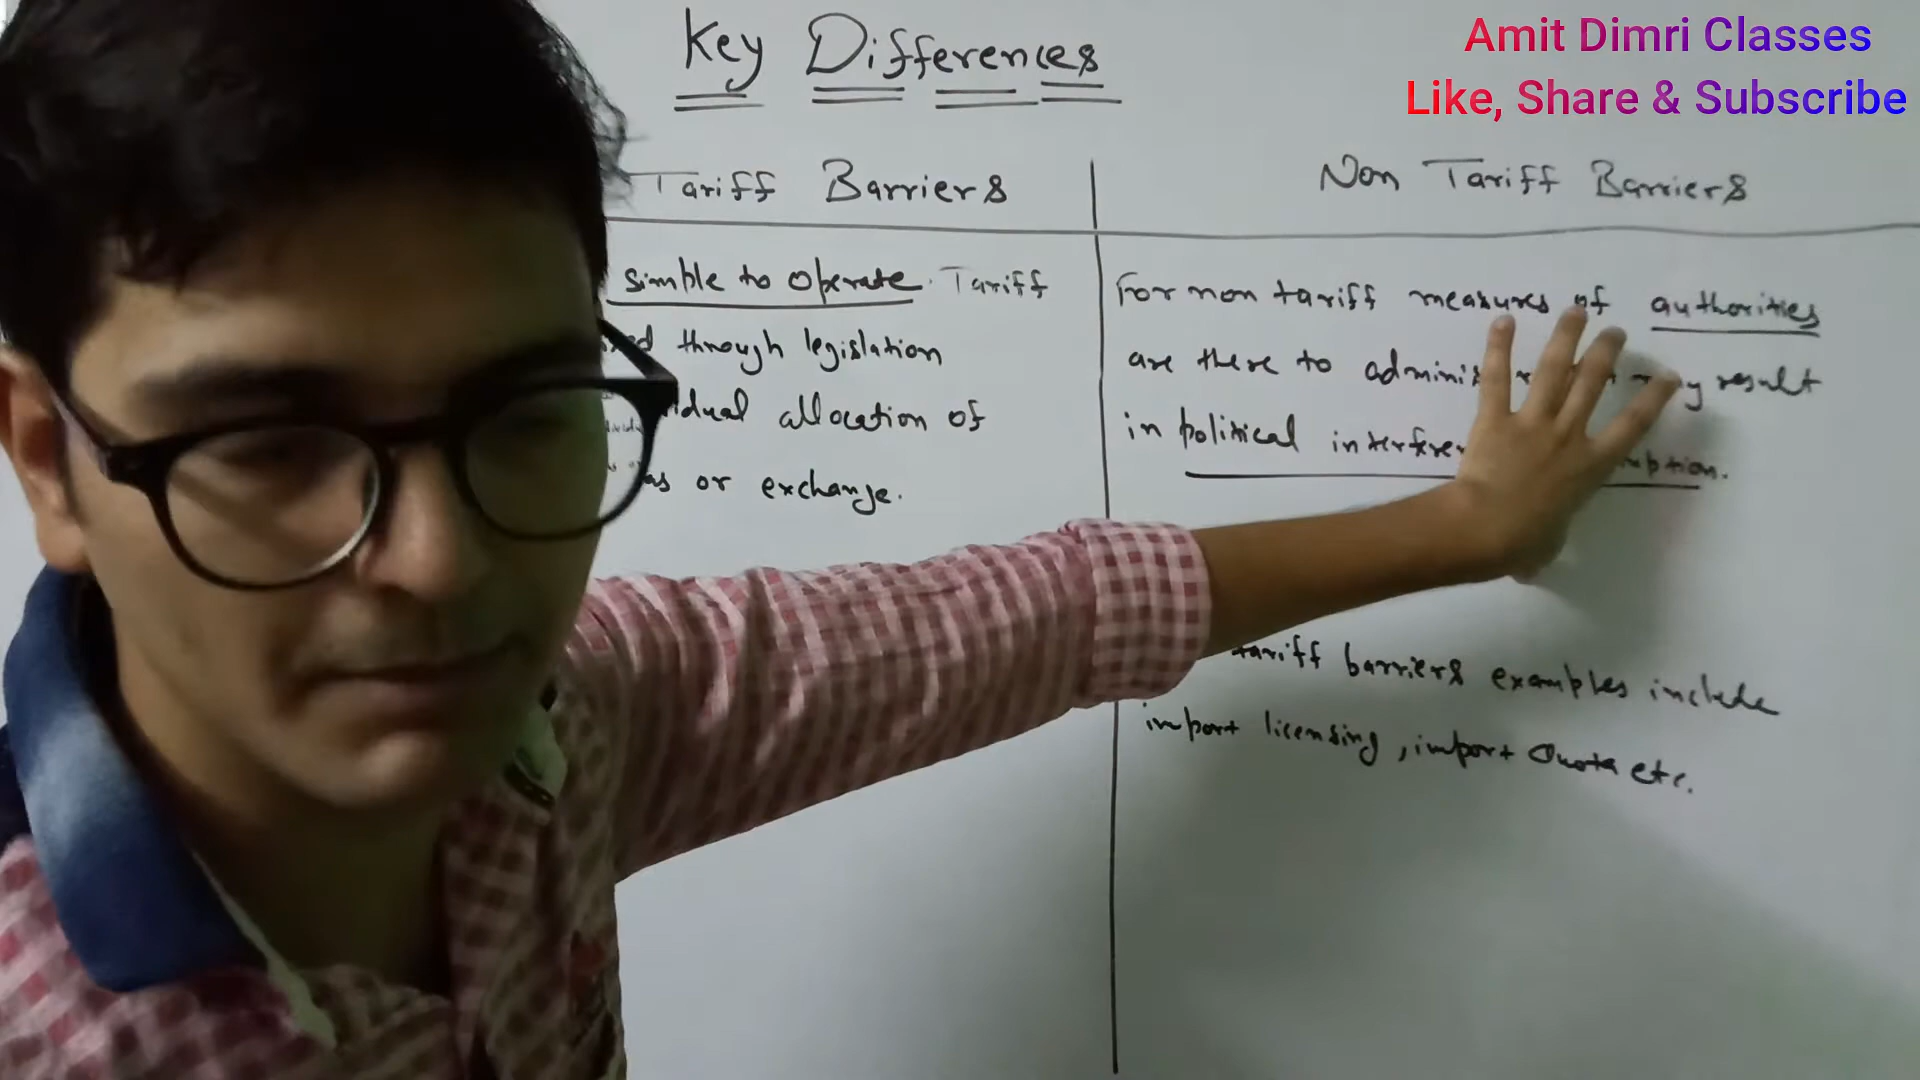 Key Differences
Amit Dimri Classes
Like, Share & Subscribe
Tariff Barriers
simple to operate. Tariff
through legislation
allocation of
or exchange.
Non Tariff Barriers
For non tariff measures of authorities
are there to result
in political
tariff barriers examples include
import licensing, import Quota etc.